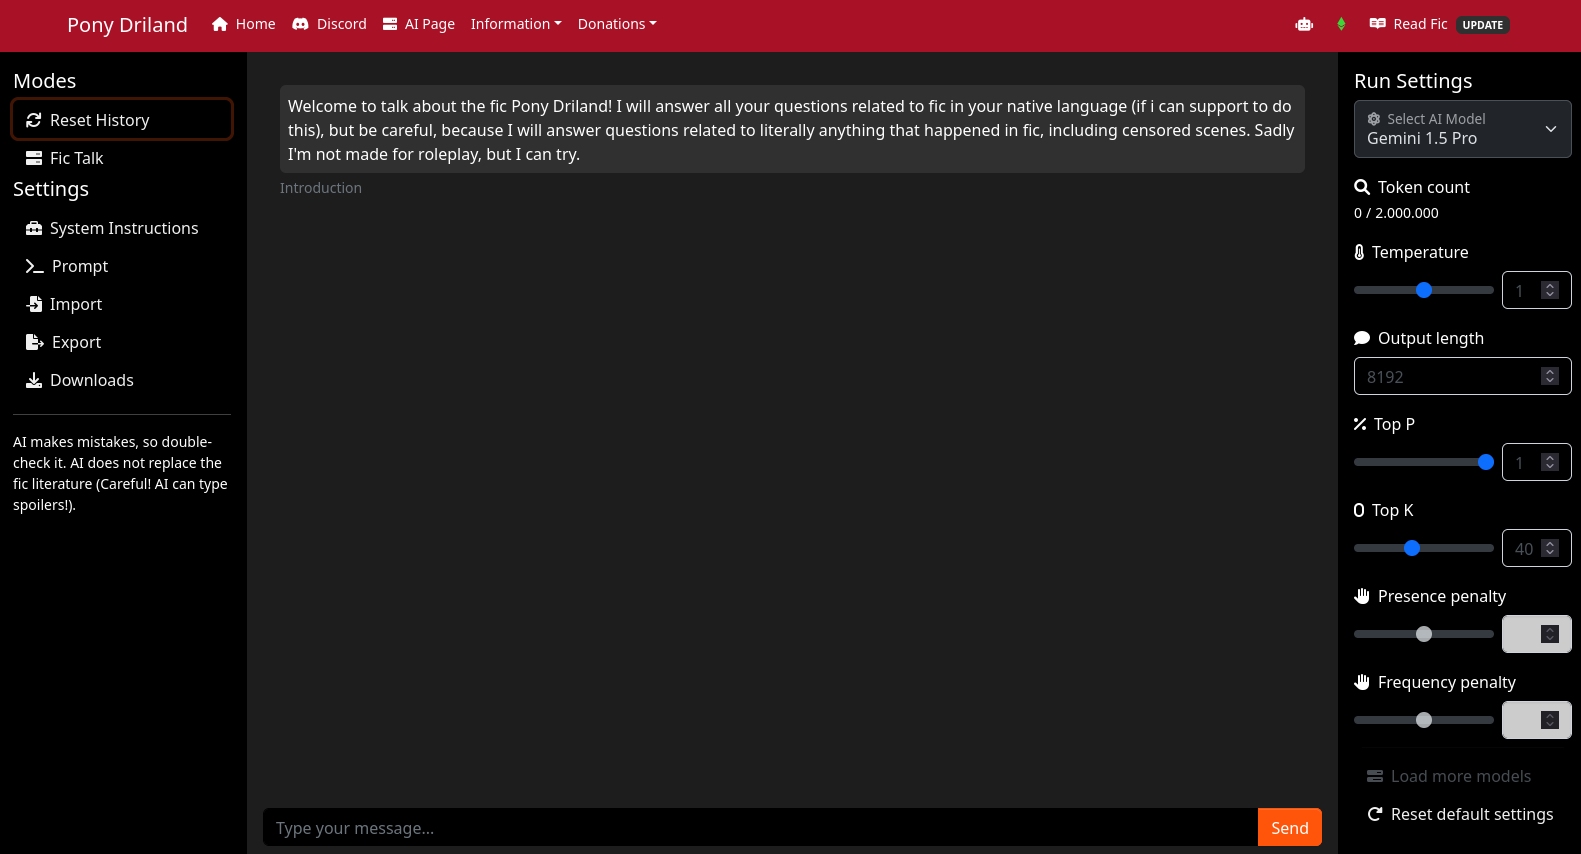 Pony Driland Home Discord AI Page Information Donations Read Fic UPDATE
Modes
Reset History
Fic Talk
Settings
System Instructions
Prompt
Import
Export
Downloads
AI makes mistakes, so double-
check it. AI does not replace the
fic literature (Careful! AI can type
spoilers!).
Welcome to talk about the fic Pony Driland! I will answer all your questions related to fic in your native language (if i can support to do
this), but be careful, because I will answer questions related to literally anything that happened in fic, including censored scenes. Sadly
I'm not made for roleplay, but I can try.
Introduction
Type your message...
Send
Run Settings
Select AI Model
Gemini 1.5 Pro
Token count
0 / 2.000.000
Temperature
1
Output length
8192
Top P
1
Top K
40
Presence penalty
Frequency penalty
Load more models
Reset default settings